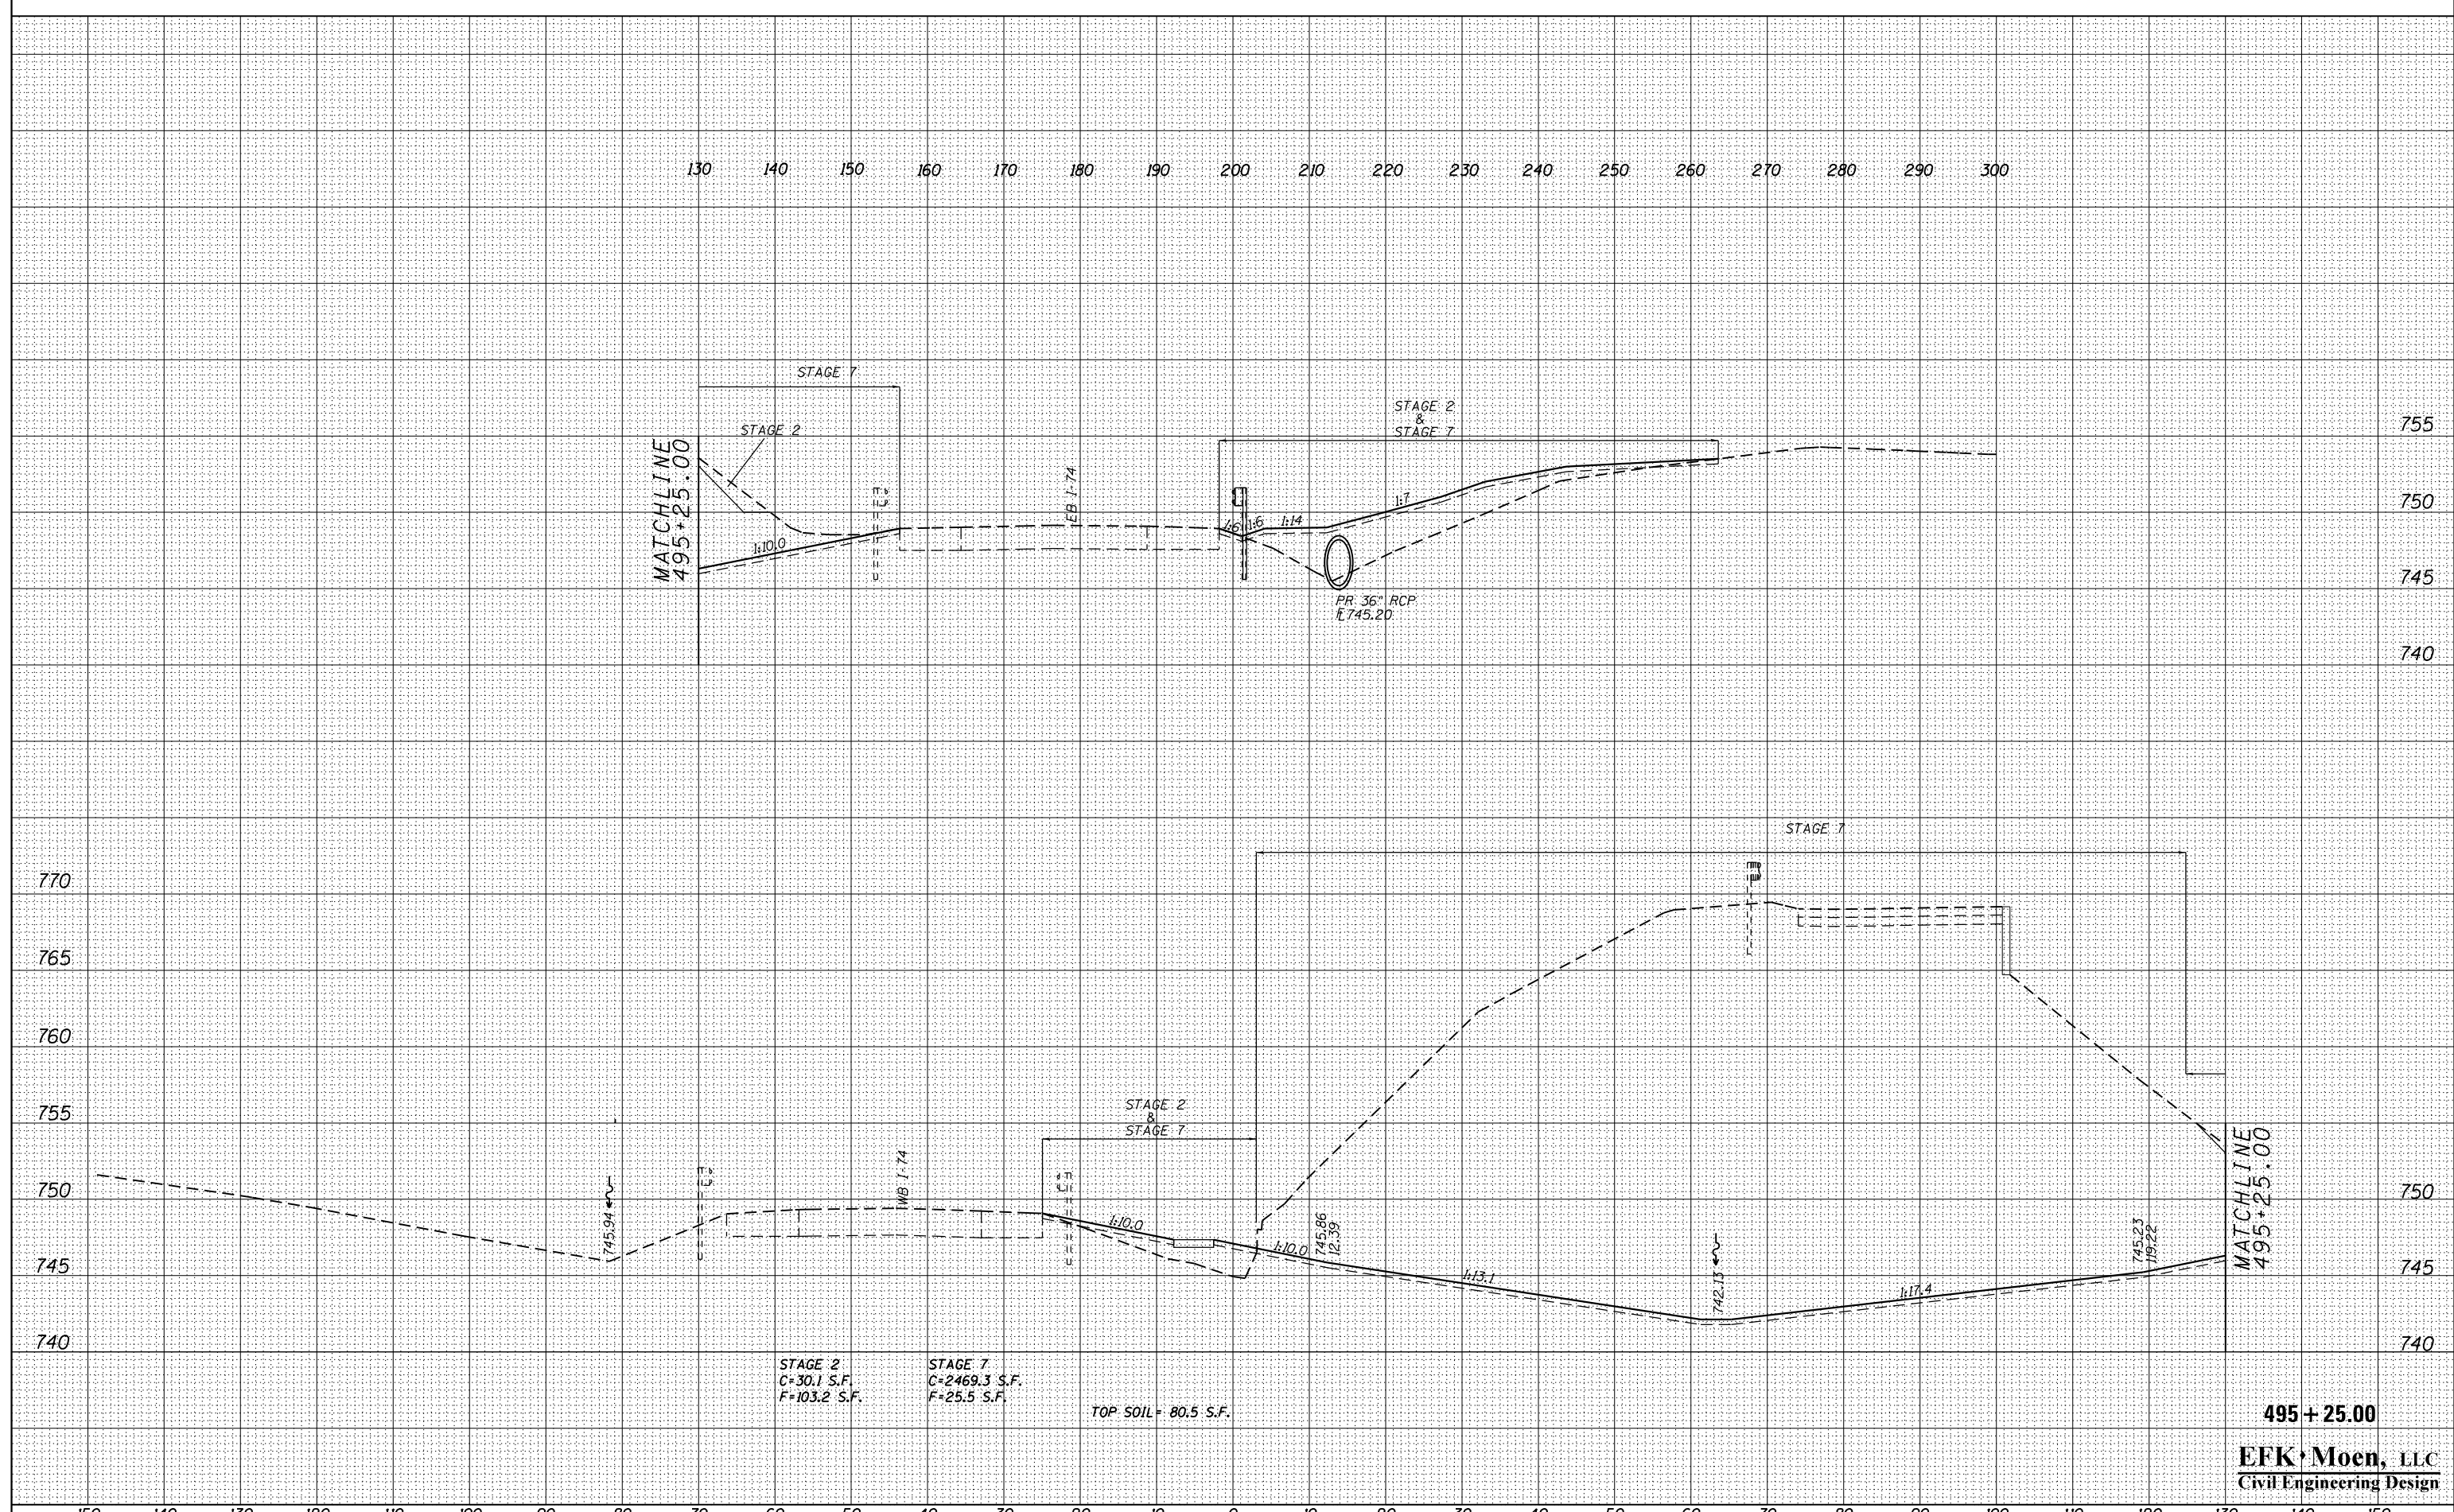 130 140 150 160 170 180 190 200 210 220 230 240 250 260 270 280 290 300
STAGE 7
STAGE 2
&
STAGE 7
755
STAGE 2
MATCHLINE
495+25.00
EB I-74
750
1:6
1:6
1:14
1:7
1:10.0
745
PR 36" RCP
745.20
740
STAGE 7
770
765
760
755
STAGE 2
&
STAGE 7
MATCHLINE
495+25.00
WB I-74
750
750
745.94
1:10.0
1:10.0
745.86
12.39
745.23
119.22
745
745
1:13.1
742.13
1:17.4
740
740
STAGE 2
C=30.1 S.F.
F=103.2 S.F.
STAGE 7
C=2469.3 S.F.
F=25.5 S.F.
TOP SOIL= 80.5 S.F.
495+25.00
EFK•Moen, LLC
Civil Engineering Design